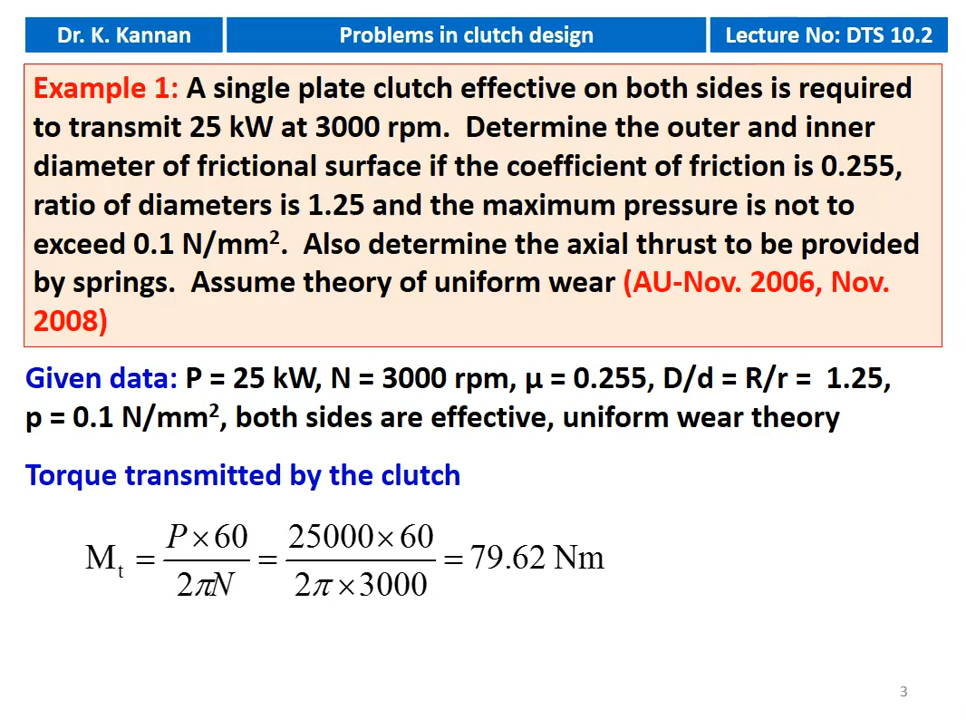 Dr. K. Kannan
Problems in clutch design
Lecture No: DTS 10.2
Example 1: A single plate clutch effective on both sides is required
to transmit 25 kW at 3000 rpm. Determine the outer and inner
diameter of frictional surface if the coefficient of friction is 0.255,
ratio of diameters is 1.25 and the maximum pressure is not to
exceed 0.1 N/mm². Also determine the axial thrust to be provided
by springs. Assume theory of uniform wear (AU-Nov. 2006, Nov.
2008)
Given data: P = 25 kW, N = 3000 rpm, µ = 0.255, D/d = R/r = 1.25,
p = 0.1 N/mm², both sides are effective, uniform wear theory
Torque transmitted by the clutch
Mₜ = P × 60 / 2πN = 25000 × 60 / 2π × 3000 = 79.62 Nm
3